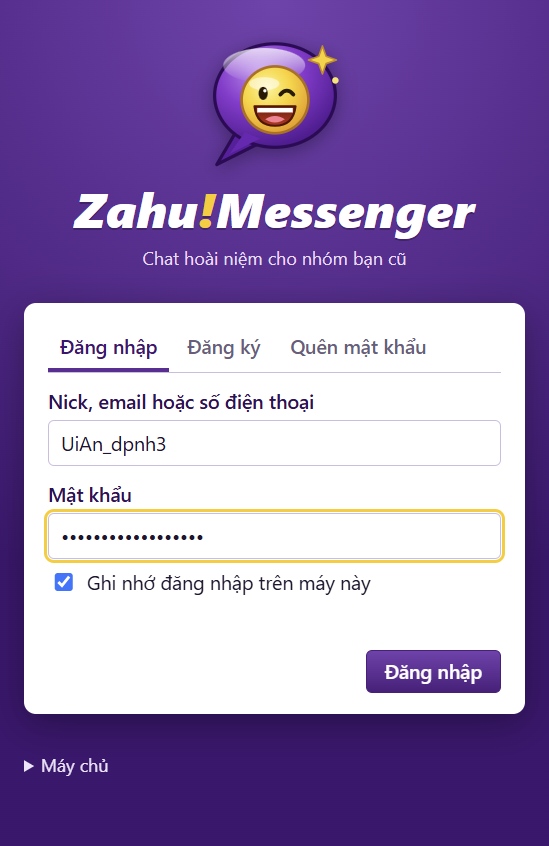 Zahu!Messenger
Chat hoài niệm cho nhóm bạn cũ
Đăng nhập Đăng ký Quên mật khẩu
Nick, email hoặc số điện thoại
UiAn_dpnh3
Mật khẩu
••••••••••••••••••
Ghi nhớ đăng nhập trên máy này
Đăng nhập
Máy chủ